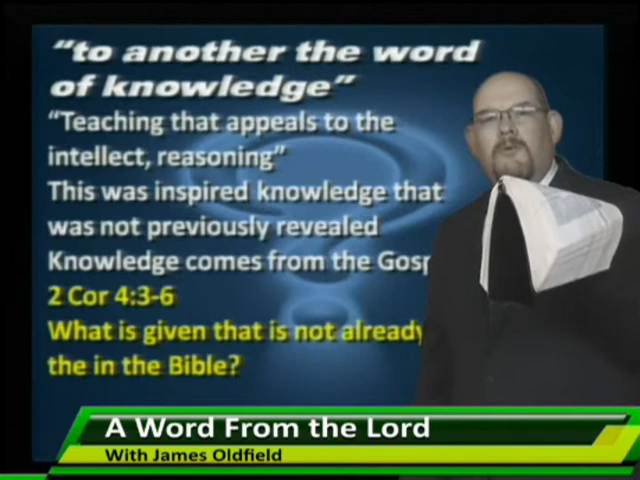 "to another the word
of knowledge"
"Teaching that appeals to the
intellect, reasoning"
This was inspired knowledge that
was not previously revealed
Knowledge comes from the Gosp
2 Cor 4:3-6
What is given that is not already
the in the Bible?
A Word From the Lord
With James Oldfield